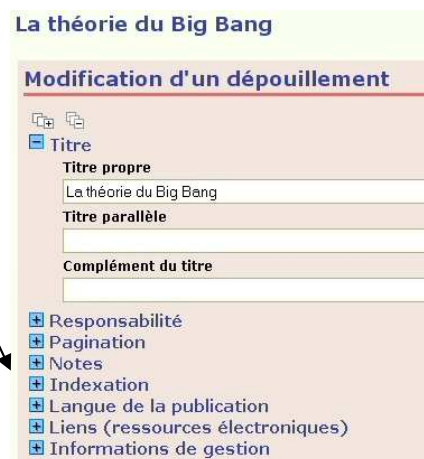 La théorie du Big Bang
Modification d'un dépouillement
Titre
Titre propre
La théorie du Big Bang
Titre parallèle
Complément du titre
Responsabilité
Pagination
Notes
Indexation
Langue de la publication
Liens (ressources électroniques)
Informations de gestion